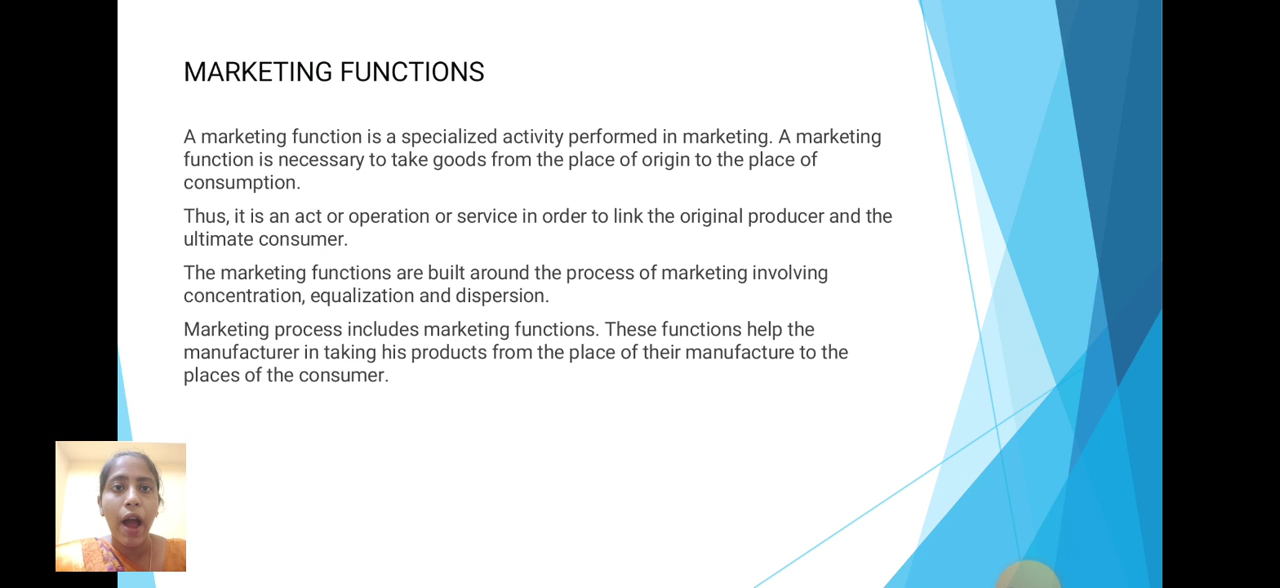 MARKETING FUNCTIONS
A marketing function is a specialized activity performed in marketing. A marketing
function is necessary to take goods from the place of origin to the place of
consumption.
Thus, it is an act or operation or service in order to link the original producer and the
ultimate consumer.
The marketing functions are built around the process of marketing involving
concentration, equalization and dispersion.
Marketing process includes marketing functions. These functions help the
manufacturer in taking his products from the place of their manufacture to the
places of the consumer.